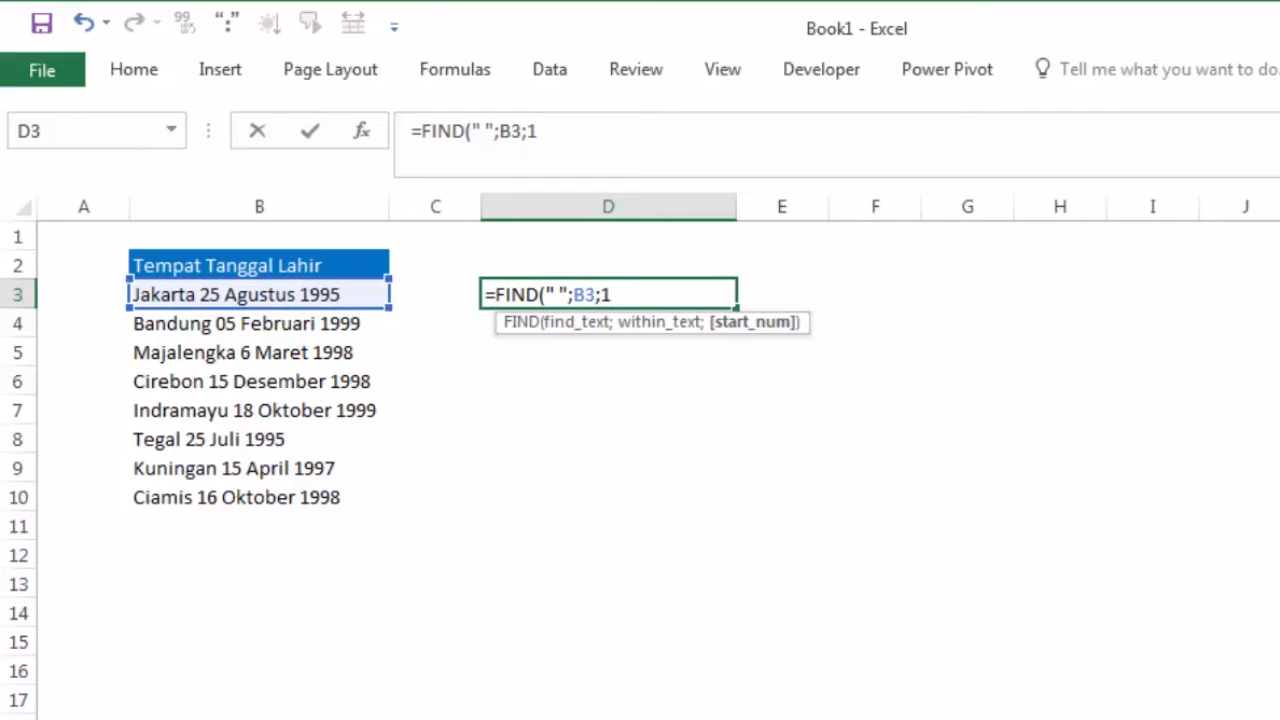 Book1 - Excel
File Home Insert Page Layout Formulas Data Review View Developer Power Pivot Tell me what you want to do.
D3 fx =FIND(" ";B3;1
A B C D E F G H I J
1
2 Tempat Tanggal Lahir
3 Jakarta 25 Agustus 1995 =FIND(" ";B3;1
FIND(find_text; within_text; [start_num])
4 Bandung 05 Februari 1999
5 Majalengka 6 Maret 1998
6 Cirebon 15 Desember 1998
7 Indramayu 18 Oktober 1999
8 Tegal 25 Juli 1995
9 Kuningan 15 April 1997
10 Ciamis 16 Oktober 1998
11
12
13
14
15
16
17